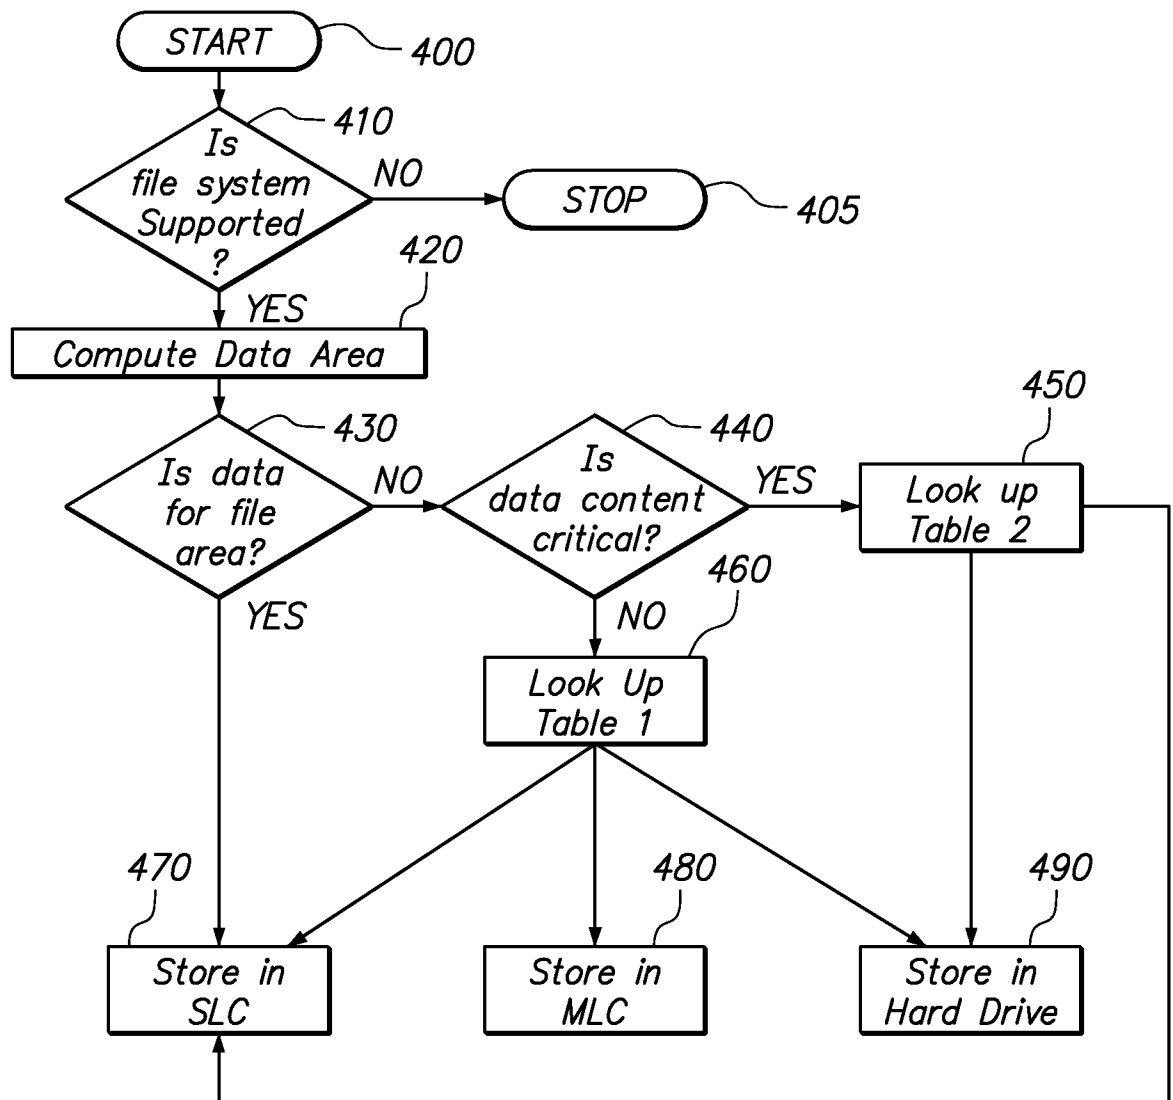 START
400
410
Is
file system
Supported
?
NO
STOP
405
YES
420
Compute Data Area
430
Is data
for file
area?
NO
440
Is
data content
critical?
YES
450
Look up
Table 2
YES
NO
460
Look Up
Table 1
470
Store in
SLC
480
Store in
MLC
490
Store in
Hard Drive